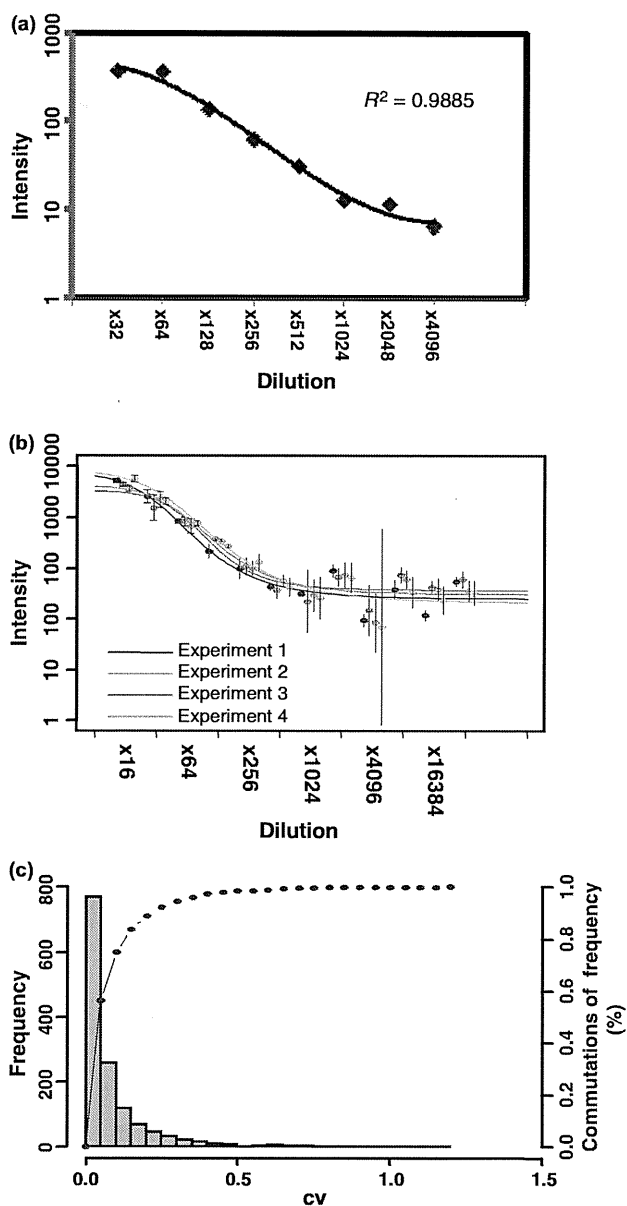 (a)
1000
100
10
1
Intensity
R² = 0.9885
x32
x64
x128
x256
x512
x1024
x2048
x4096
Dilution
(b)
10000
1000
100
100
10
1
Intensity
Experiment 1
Experiment 2
Experiment 3
Experiment 4
x16
x64
x256
x1024
x4096
x16384
Dilution
(c)
800
600
400
200
0
Frequency
1.0
0.8
0.6
0.4
0.2
0.0
Commutations of frequency
(%)
0.0
0.5
1.0
1.5
cv